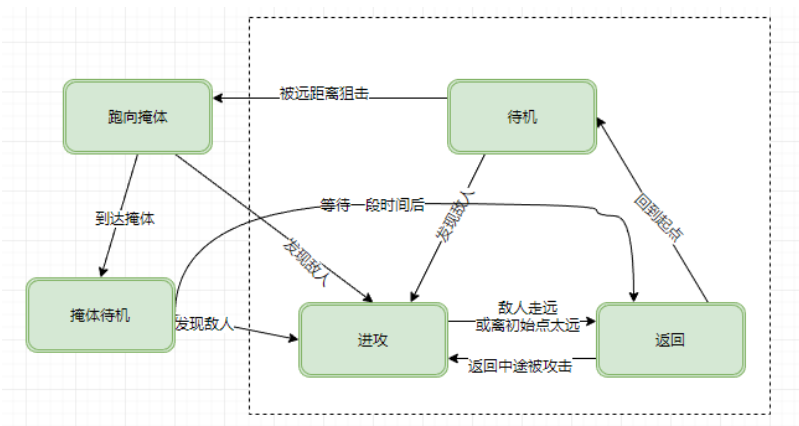 被远距离狙击
跑向掩体
待机
到达掩体
等待一段时间后
发现敌人
回到起点
发现敌人
掩体待机
发现敌人
进攻
敌人走远
或离初始点太远
返回
返回中途被攻击